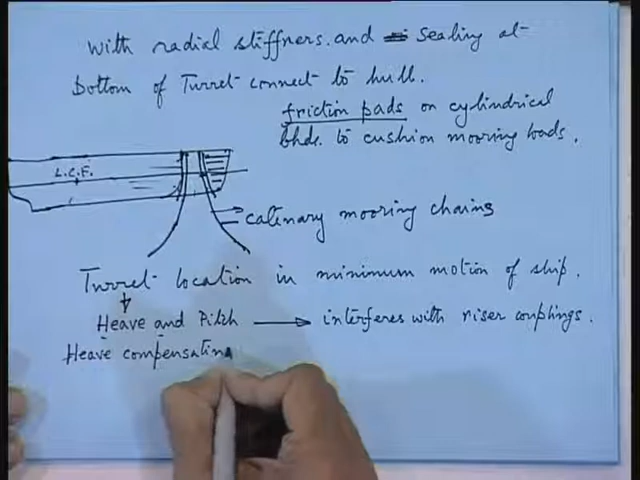 with radial stiffners. and sealing at
bottom of Turret connect to hull.
friction pads on cylindrical
bhds. to cushion mooring loads.
L.C.F.
catenary mooring chains
Turret location in minimum motion of ship.
Heave and Pitch → interferes with riser couplings.
Heave compensating